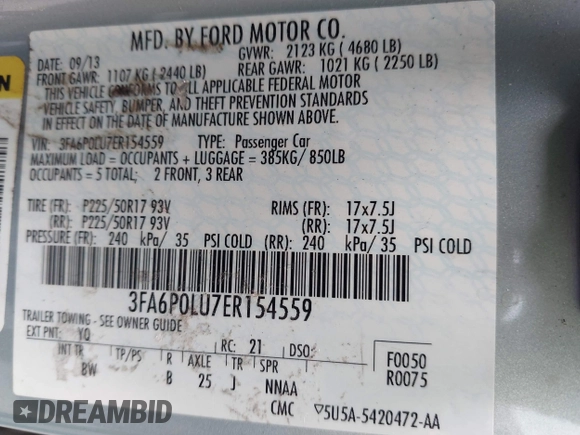 MFD. BY FORD MOTOR CO.
DATE: 09/13 GVWR: 2123 KG ( 4680 LB)
FRONT GAWR: 1107 KG ( 2440 LB) REAR GAWR: 1021 KG ( 2250 LB)
THIS VEHICLE CONFORMS TO ALL APPLICABLE FEDERAL MOTOR
VEHICLE SAFETY, BUMPER, AND THEFT PREVENTION STANDARDS
IN EFFECT ON THE DATE OF MANUFACTURE SHOWN ABOVE.
VIN: 3FA6P0LU7ER154559 TYPE: Passenger Car
MAXIMUM LOAD = OCCUPANTS + LUGGAGE = 385KG/ 850LB
OCCUPANTS = 5 TOTAL; 2 FRONT, 3 REAR
TIRE (FR): P225/50R17 93V RIMS (FR): 17x7.5J
(RR): P225/50R17 93V (RR): 17x7.5J
PRESSURE (FR): 240 kPa/ 35 PSI COLD (RR): 240 kPa/ 35 PSI COLD
3FA6P0LU7ER154559
TRAILER TOWING - SEE OWNER GUIDE
EXT PNT: YO RC: 21 DSO: F0050
INT TR TP/PS R AXLE TR SPR R0075
BW B 25 J NNAA
CMC ▽5U5A-5420472-AA
RIDESAFELY